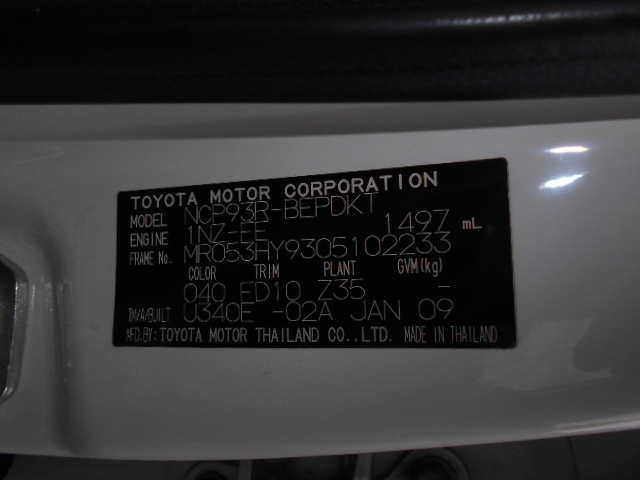 TOYOTA MOTOR CORPORATION
MODEL NCP93R-BEPDKT
ENGINE 1NZ-FE 1497 mL
FRAME No. MR053HY9305102233
COLOR TRIM PLANT GVM(kg)
040 FD10 Z35 -
TM/A/BUILT U340E -02A JAN 09
MFG.BY: TOYOTA MOTOR THAILAND CO.,LTD. MADE IN THAILAND